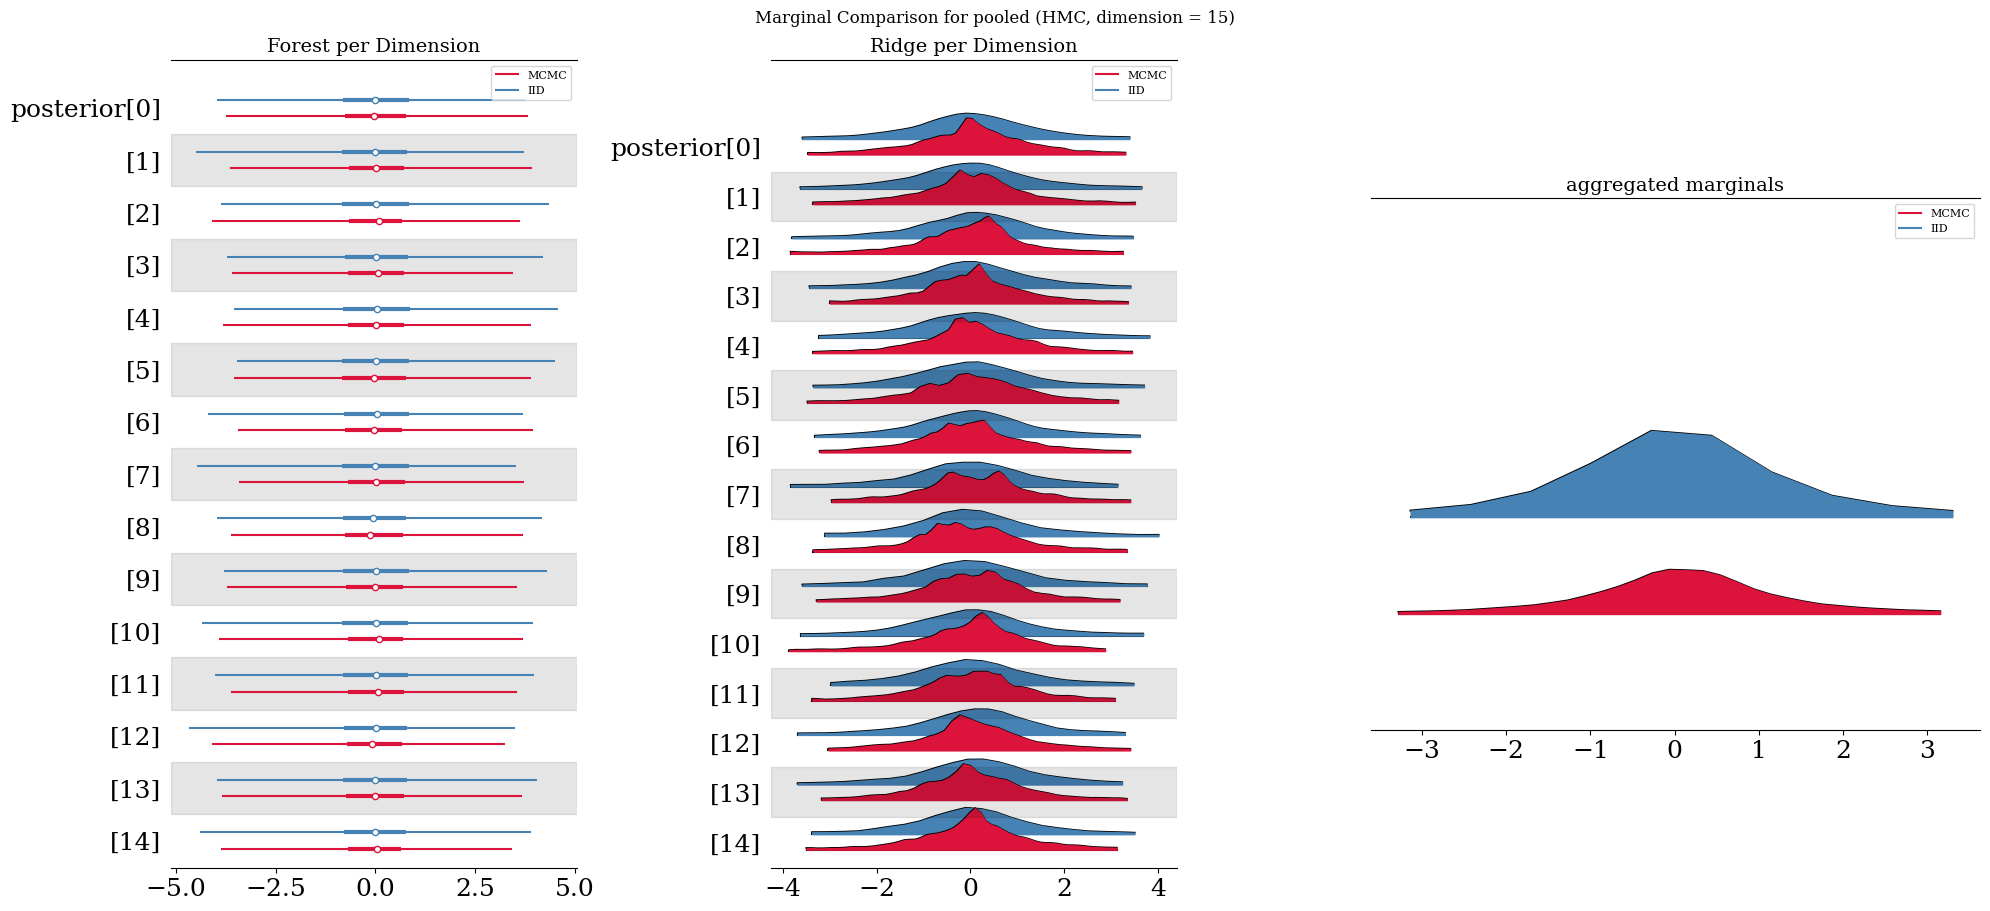 Marginal Comparison for pooled (HMC, dimension = 15)
Forest per Dimension
MCMC
IID
posterior[0]
[1]
[2]
[3]
[4]
[5]
[6]
[7]
[8]
[9]
[10]
[11]
[12]
[13]
[14]
−5.0 −2.5 0.0 2.5 5.0
Ridge per Dimension
MCMC
IID
posterior[0]
[1]
[2]
[3]
[4]
[5]
[6]
[7]
[8]
[9]
[10]
[11]
[12]
[13]
[14]
−4 −2 0 2 4
aggregated marginals
MCMC
IID
−3 −2 −1 0 1 2 3